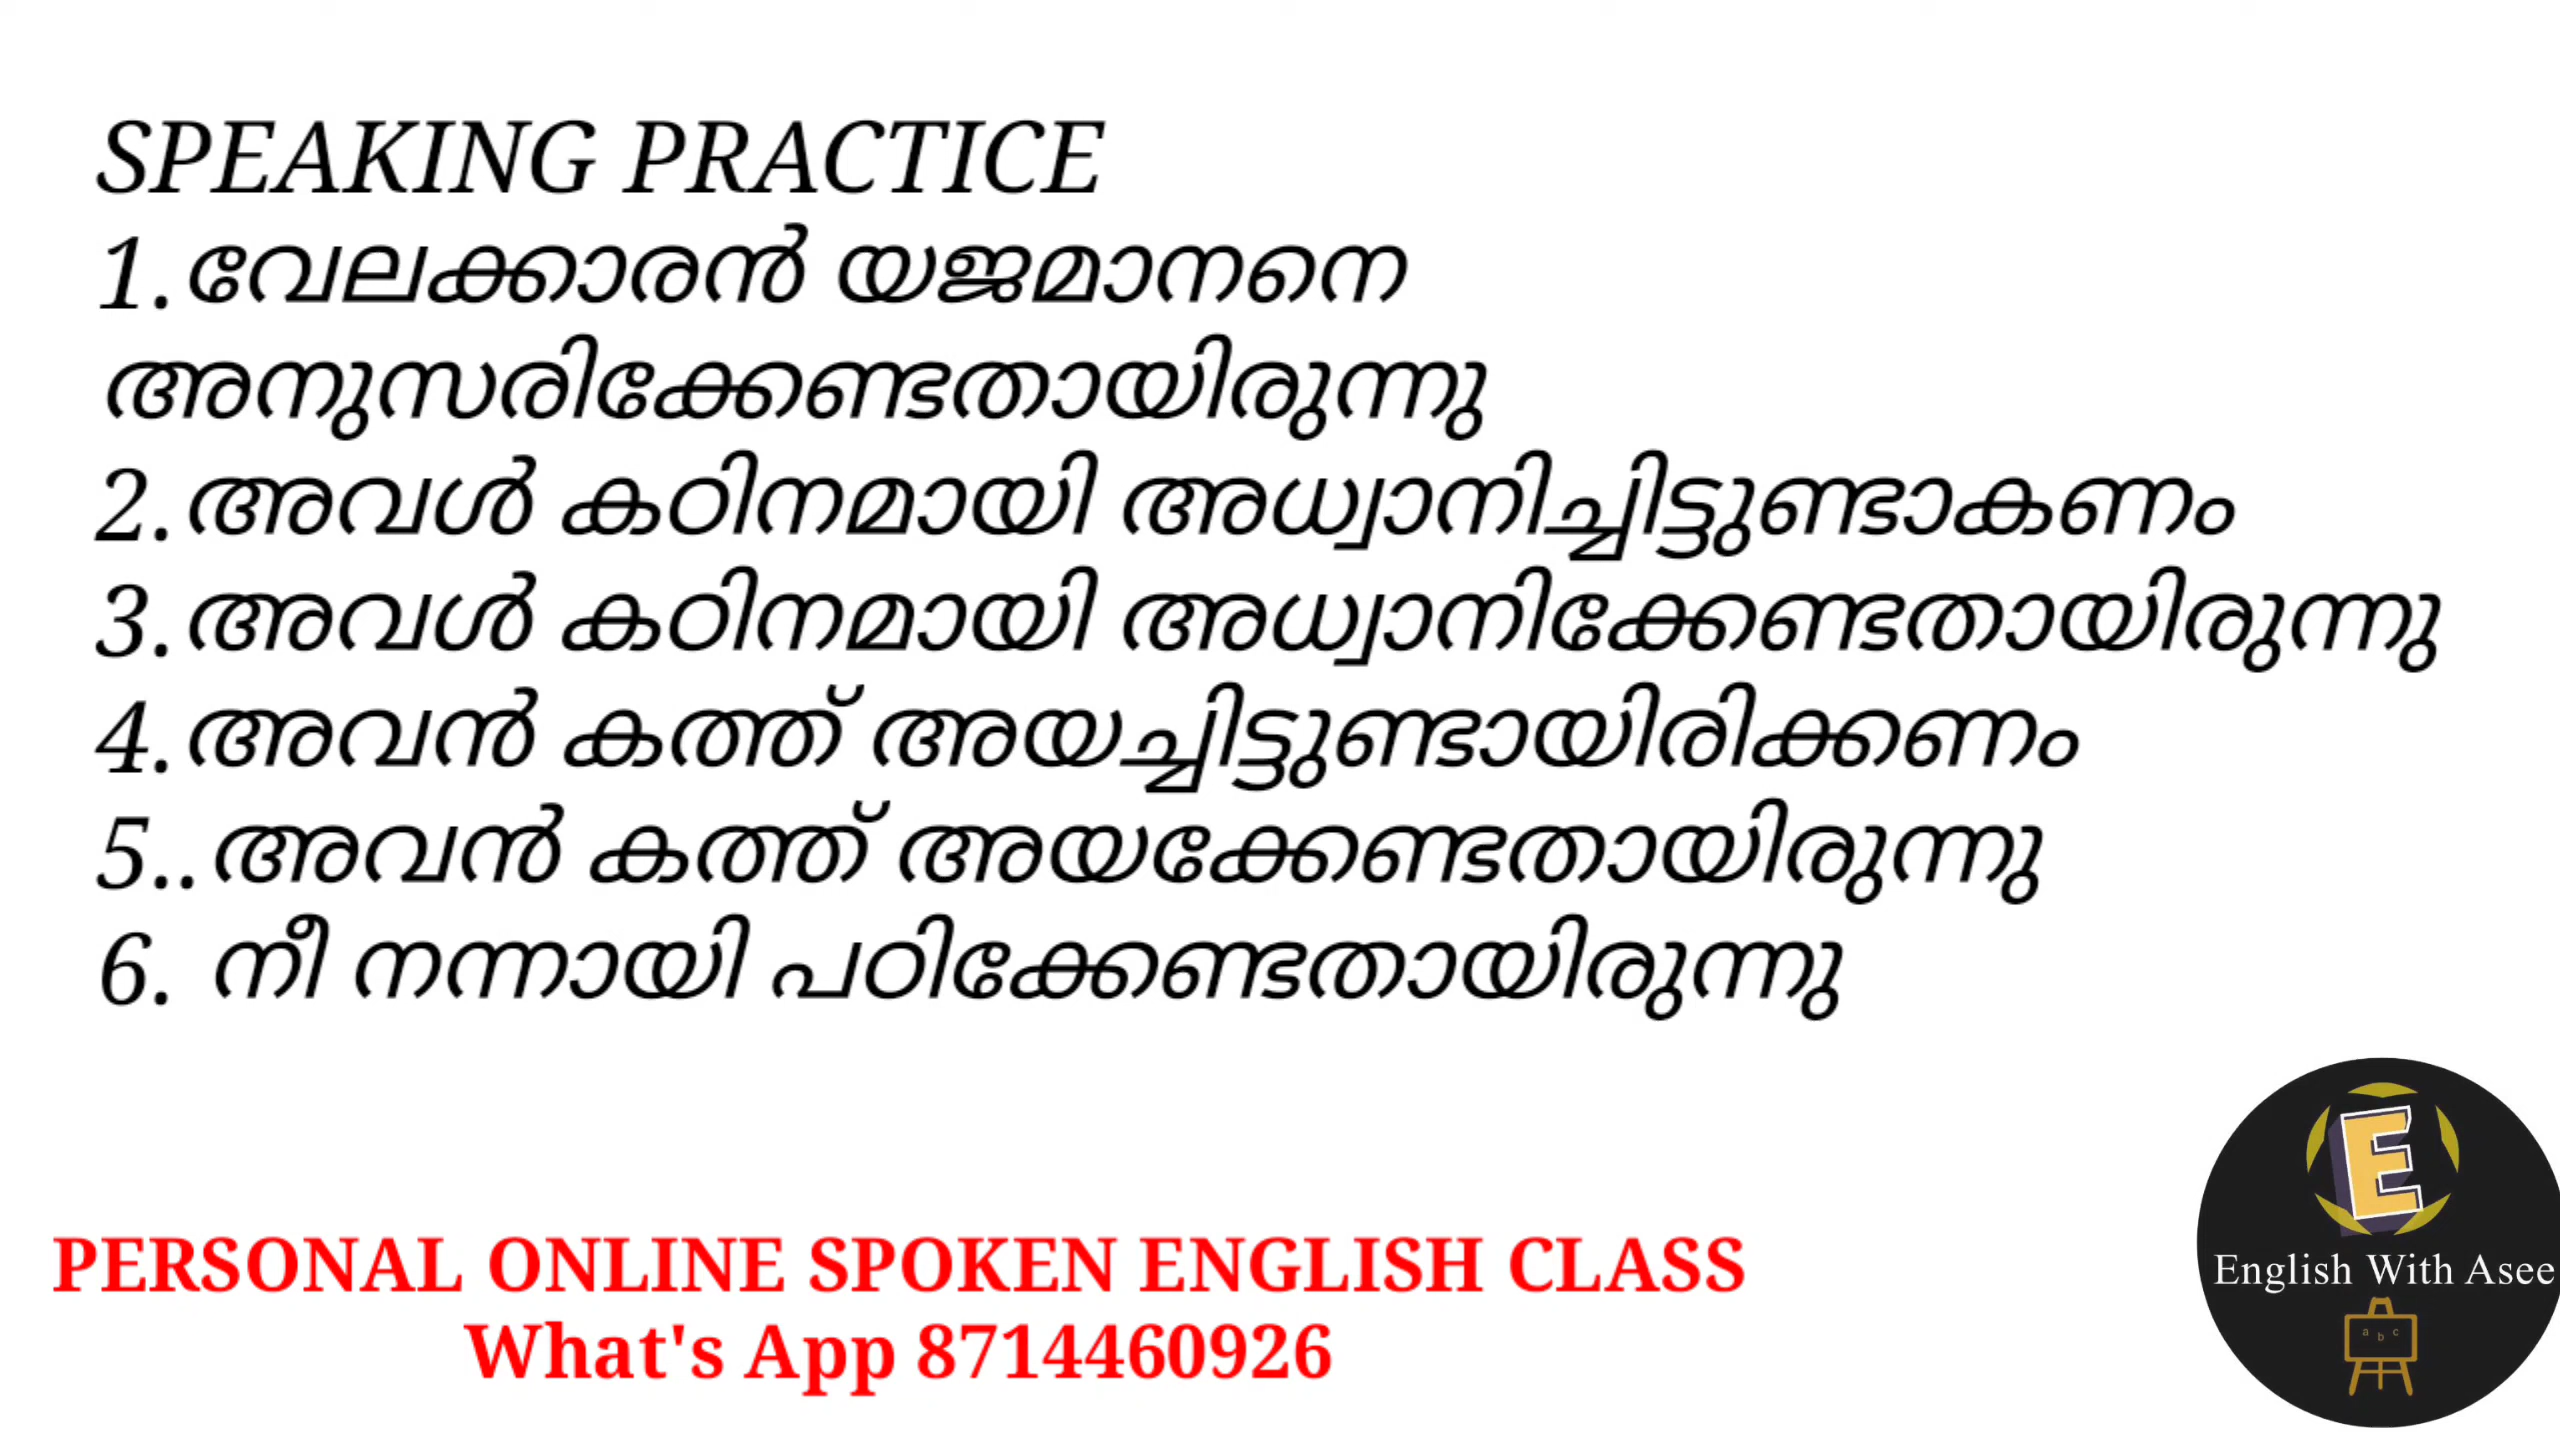 SPEAKING PRACTICE
1.വേലക്കാരൻ യജമാനനെ
അനുസരിക്കേണ്ടതായിരുന്നു
2.അവൾ കഠിനമായി അധ്വാനിച്ചിട്ടുണ്ടാകണം
3.അവൾ കഠിനമായി അധ്വാനിക്കേണ്ടതായിരുന്നു
4.അവൻ കത്ത് അയച്ചിട്ടുണ്ടായിരിക്കണം
5..അവൻ കത്ത് അയക്കേണ്ടതായിരുന്നു
6. നീ നന്നായി പഠിക്കേണ്ടതായിരുന്നു
E
English With Asee
a b c
PERSONAL ONLINE SPOKEN ENGLISH CLASS
What's App 8714460926